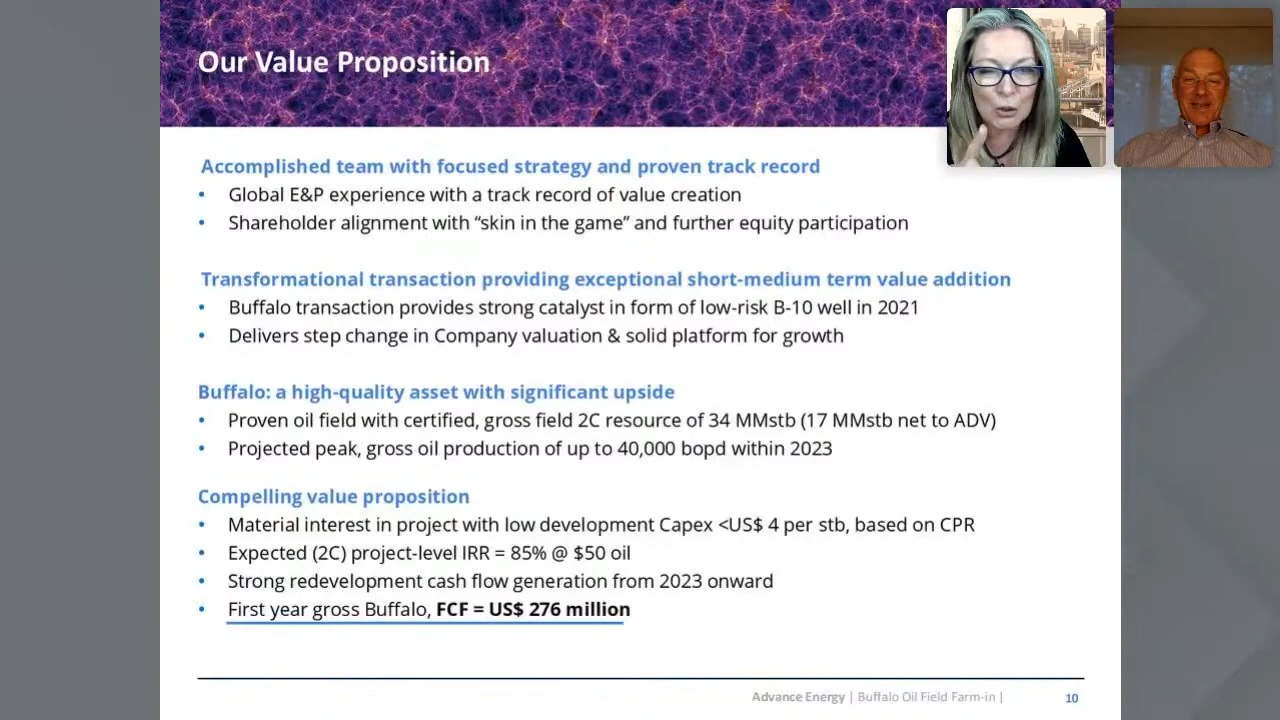 Our Value Proposition
Accomplished team with focused strategy and proven track record
• Global E&P experience with a track record of value creation
• Shareholder alignment with “skin in the game” and further equity participation
Transformational transaction providing exceptional short-medium term value addition
• Buffalo transaction provides strong catalyst in form of low-risk B-10 well in 2021
• Delivers step change in Company valuation & solid platform for growth
Buffalo: a high-quality asset with significant upside
• Proven oil field with certified, gross field 2C resource of 34 MMstb (17 MMstb net to ADV)
• Projected peak, gross oil production of up to 40,000 bopd within 2023
Compelling value proposition
• Material interest in project with low development Capex <US$ 4 per stb, based on CPR
• Expected (2C) project-level IRR = 85% @ $50 oil
• Strong redevelopment cash flow generation from 2023 onward
• First year gross Buffalo, FCF = US$ 276 million
Advance Energy | Buffalo Oil Field Farm-in | 10